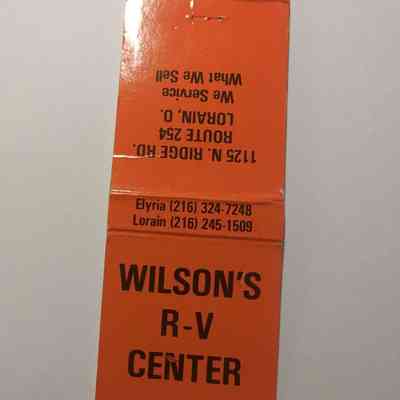 WILSON'S
R-V
CENTER
Elyria (216) 324-7248
Lorain (216) 245-1509
1125 N. RIDGE RD.
ROUTE 254
LORAIN, O.
We Service
What We Sell